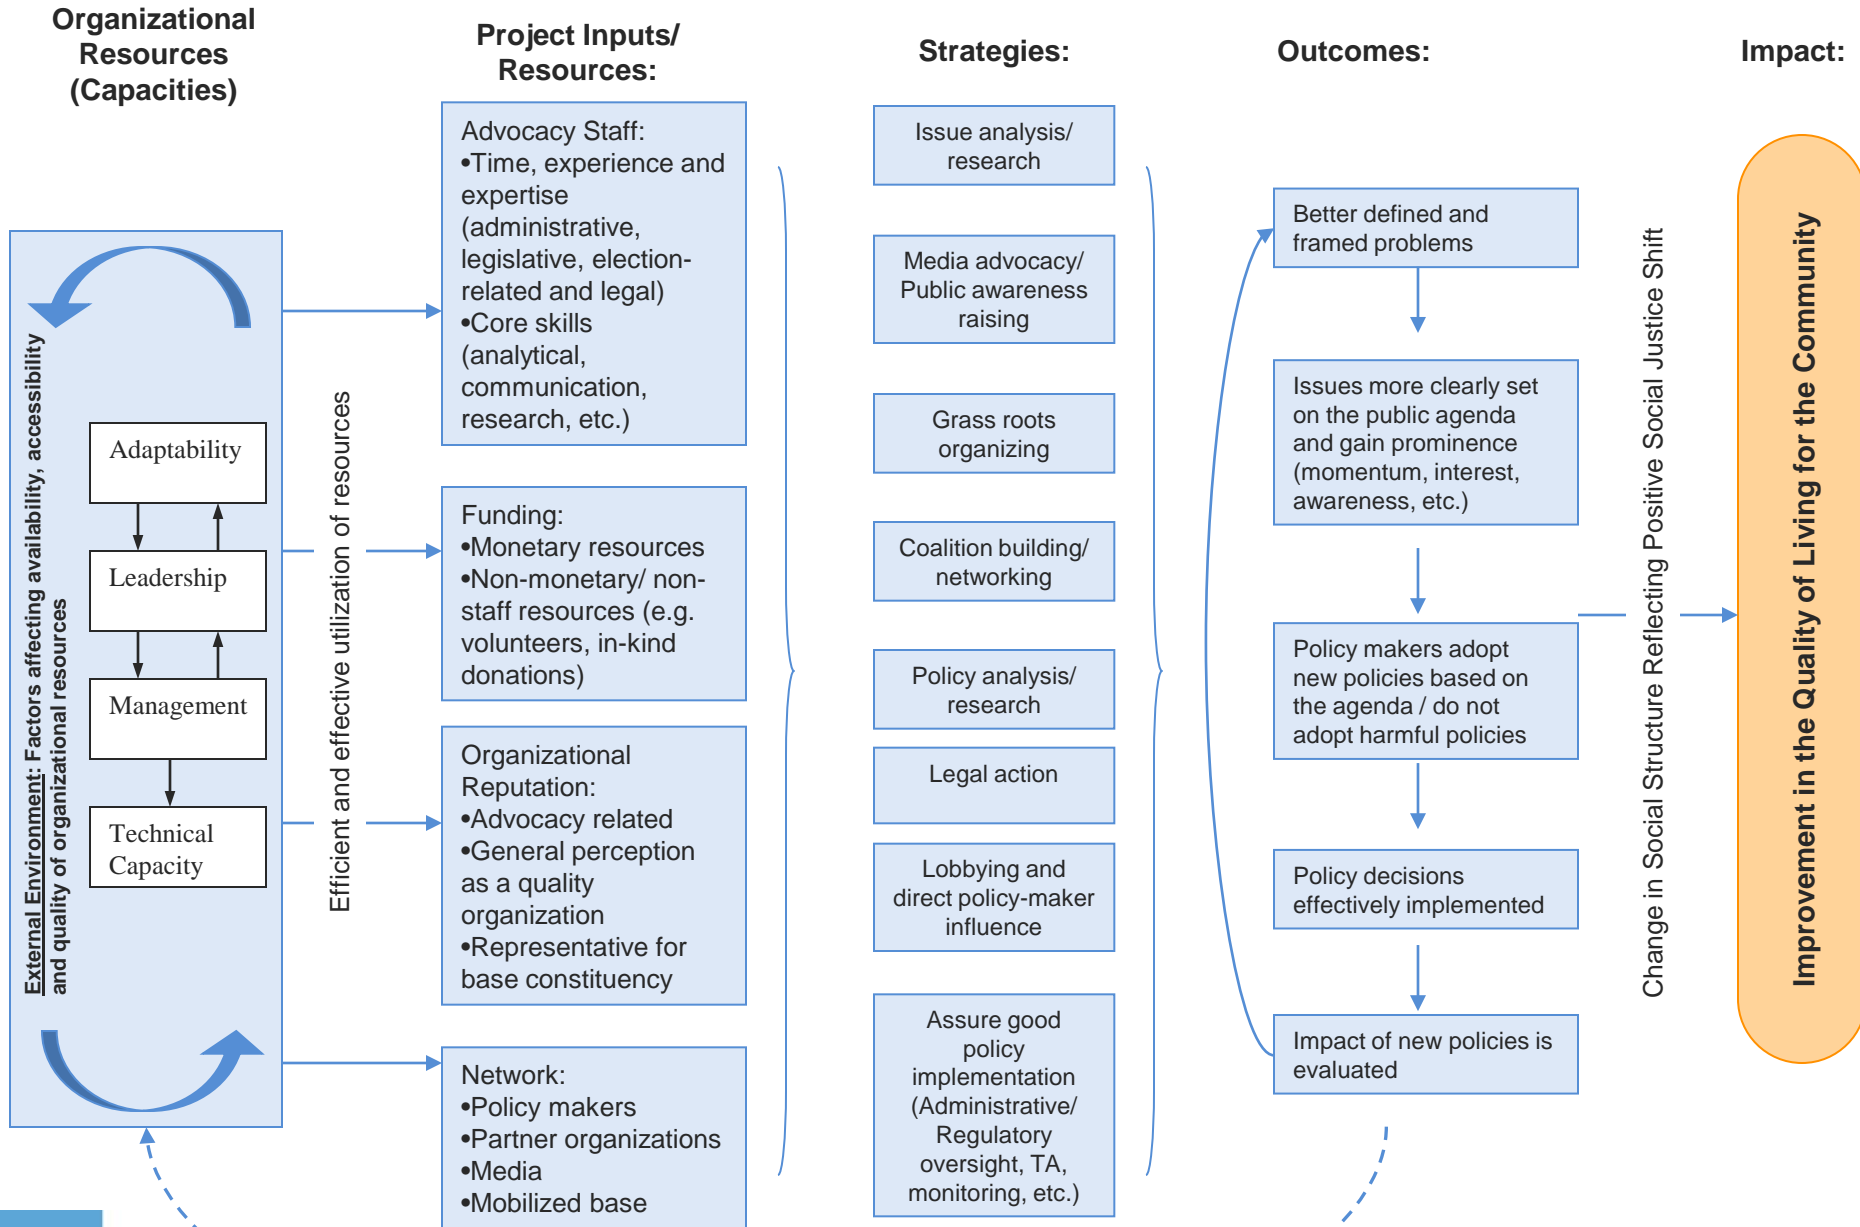 Organizational
Resources
(Capacities)
Project Inputs/
Resources:
Strategies:
Outcomes:
Impact:
External Environment: Factors affecting availability, accessibility
and quality of organizational resources
Adaptability
Leadership
Management
Technical
Capacity
Efficient and effective utilization of resources
Advocacy Staff:
•Time, experience and
expertise
(administrative,
legislative, election-
related and legal)
•Core skills
(analytical,
communication,
research, etc.)
Funding:
•Monetary resources
•Non-monetary/ non-
staff resources (e.g.
volunteers, in-kind
donations)
Organizational
Reputation:
•Advocacy related
•General perception
as a quality
organization
•Representative for
base constituency
Network:
•Policy makers
•Partner organizations
•Media
•Mobilized base
Issue analysis/
research
Media advocacy/
Public awareness
raising
Grass roots
organizing
Coalition building/
networking
Policy analysis/
research
Legal action
Lobbying and
direct policy-maker
influence
Assure good
policy
implementation
(Administrative/
Regulatory
oversight, TA,
monitoring, etc.)
Better defined and
framed problems
Issues more clearly set
on the public agenda
and gain prominence
(momentum, interest,
awareness, etc.)
Policy makers adopt
new policies based on
the agenda / do not
adopt harmful policies
Policy decisions
effectively implemented
Impact of new policies is
evaluated
Change in Social Structure Reflecting Positive Social Justice Shift
Improvement in the Quality of Living for the Community